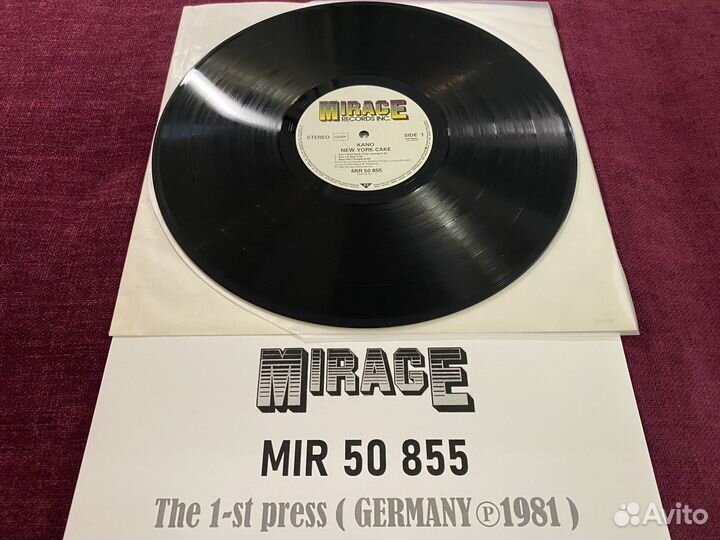 MIRAGE
RECORDS INC.
STEREO
SIDE 1
KANO
NEW YORK CAKE
MIR 50 855
MIRAGE
MIR 50 855
The 1-st press ( GERMANY ℗1981 )
Avito